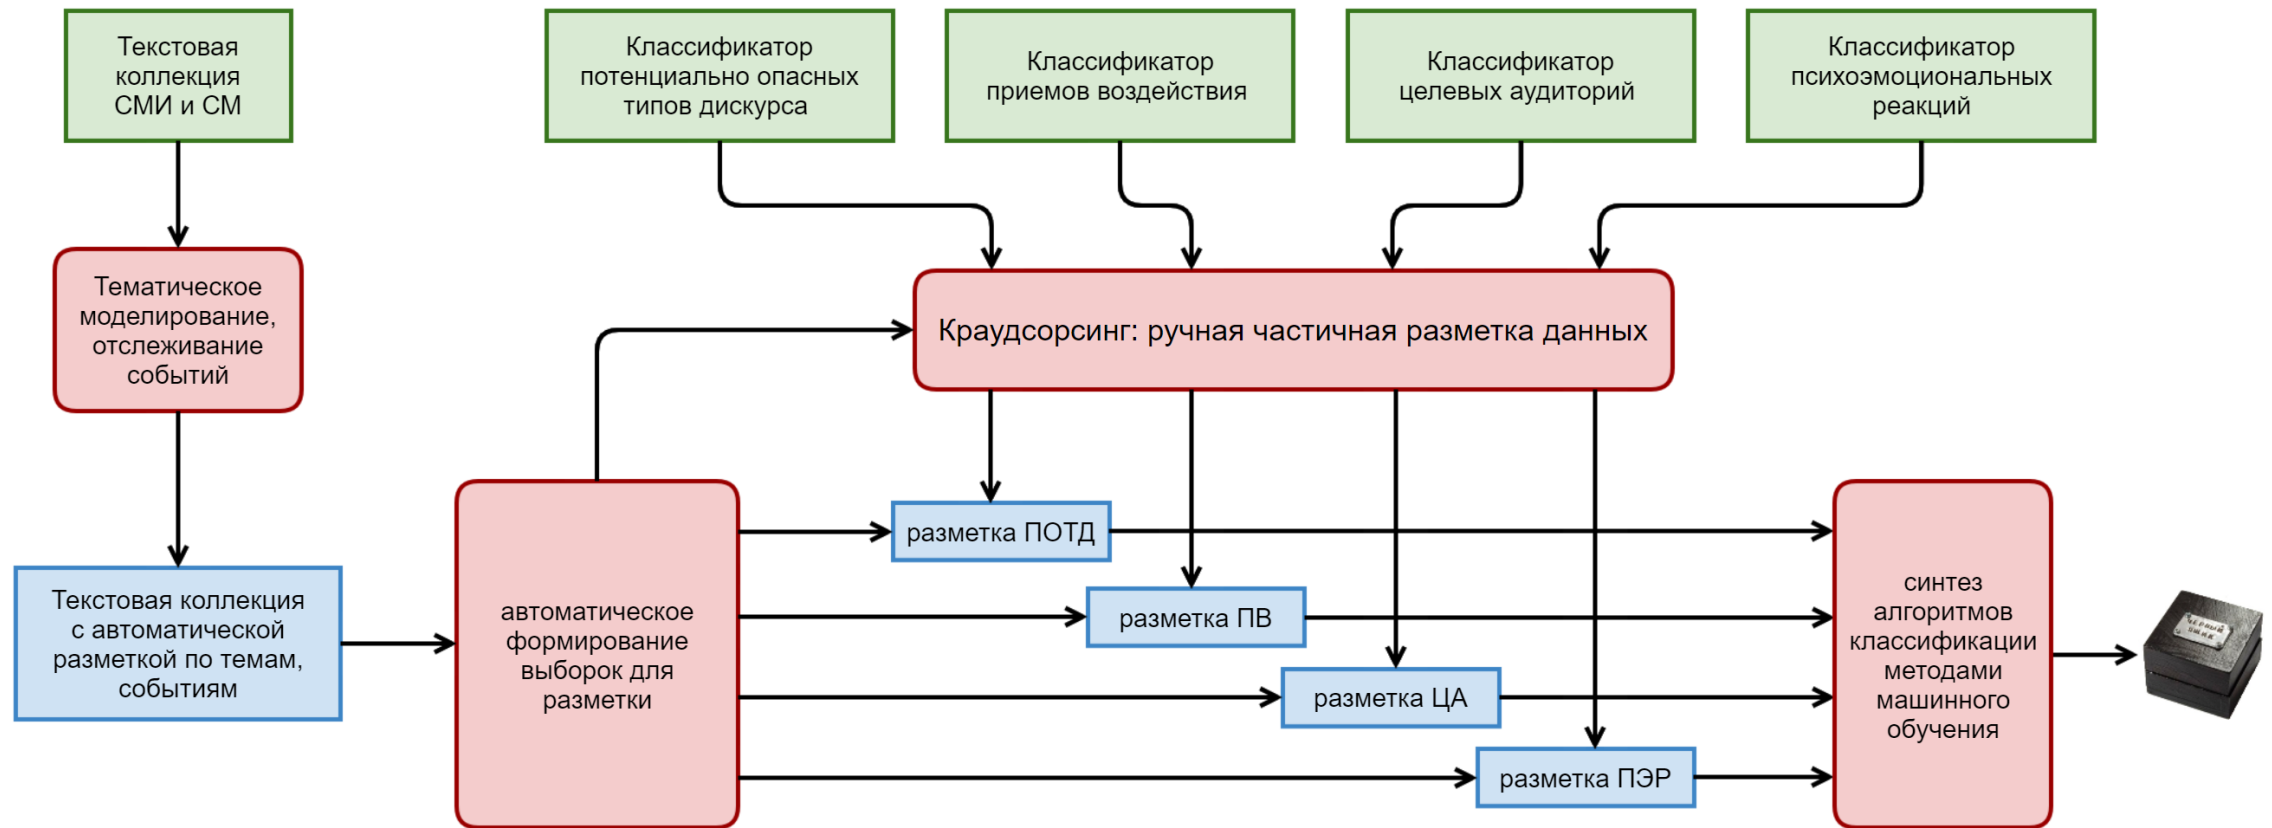 Текстовая
коллекция
СМИ и СМ
Классификатор
потенциально опасных
типов дискурса
Классификатор
приемов воздействия
Классификатор
целевых аудиторий
Классификатор
психоэмоциональных
реакций
Тематическое
моделирование,
отслеживание
событий
Краудсорсинг: ручная частичная разметка данных
Текстовая коллекция
с автоматической
разметкой по темам,
событиям
автоматическое
формирование
выборок для
разметки
разметка ПОТД
разметка ПВ
разметка ЦА
разметка ПЭР
синтез
алгоритмов
классификации
методами
машинного
обучения
ЧЕРНЫЙ
ЯЩИК